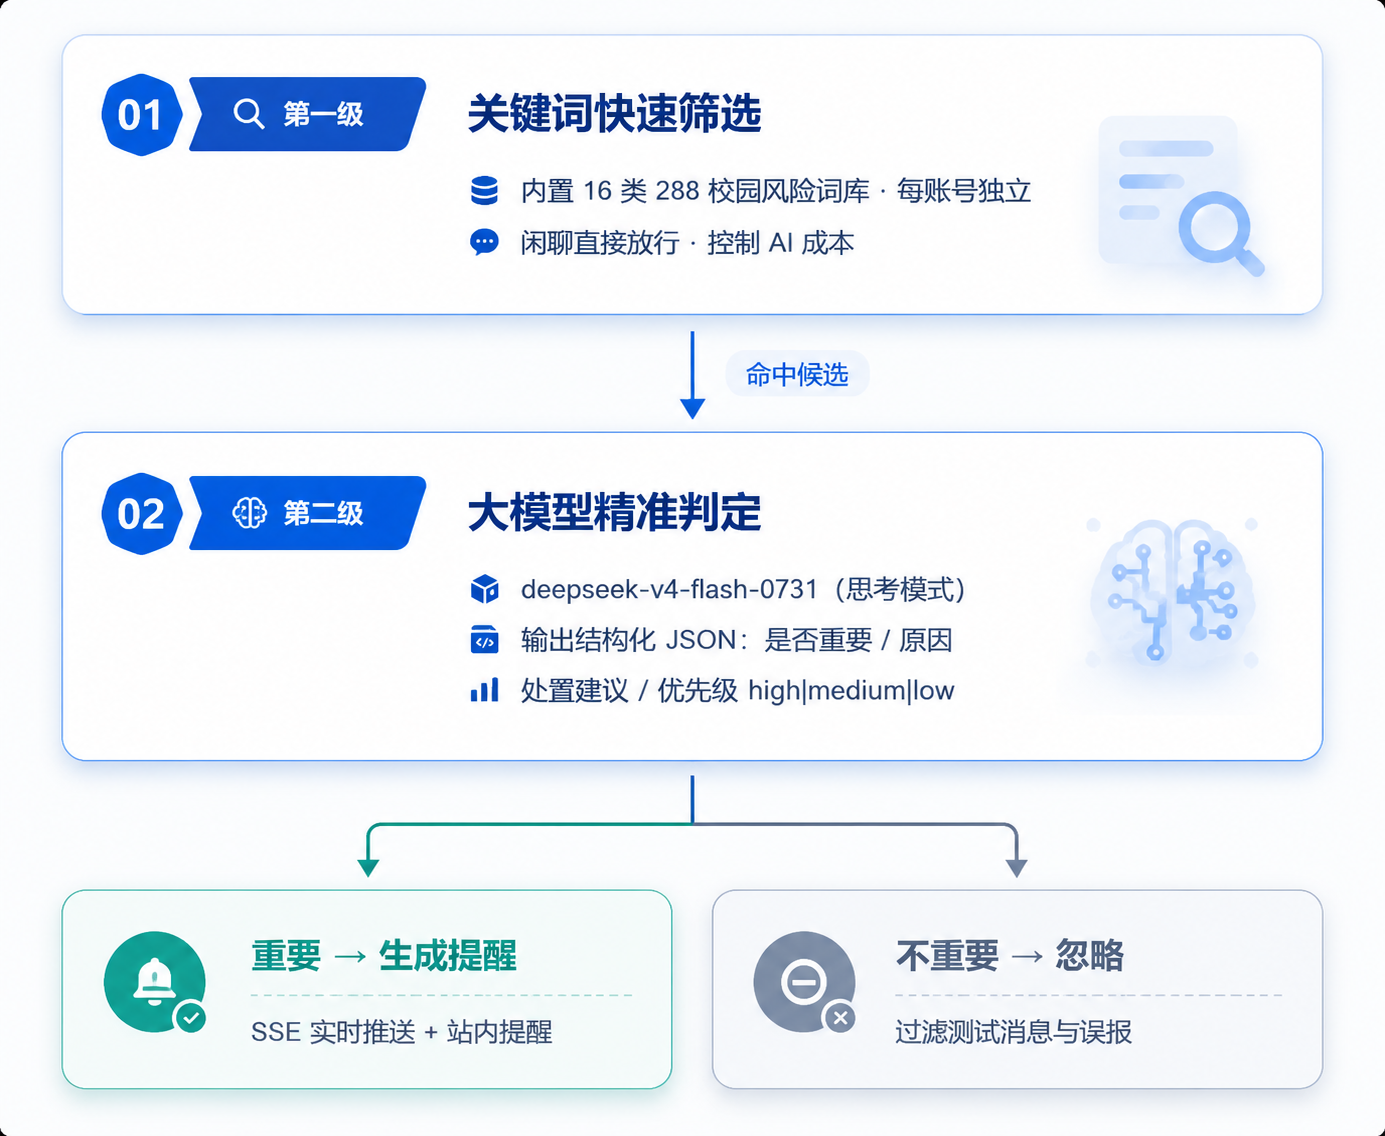 01 第一级
关键词快速筛选
内置 16 类 288 校园风险词库 · 每账号独立
闲聊直接放行 · 控制 AI 成本
命中候选
02 第二级
大模型精准判定
deepseek-v4-flash-0731（思考模式）
输出结构化 JSON：是否重要 / 原因
处置建议 / 优先级 high|medium|low
重要 → 生成提醒
SSE 实时推送 + 站内提醒
不重要 → 忽略
过滤测试消息与误报